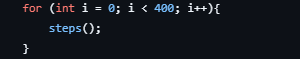 for (int i = 0; i < 400; i++){
    steps();
}